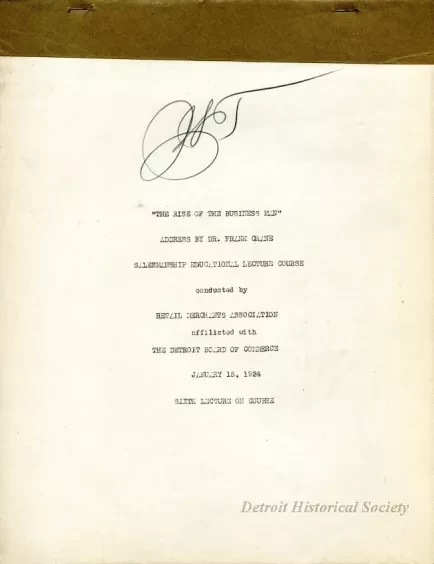 "THE RISE OF THE BUSINESS MAN"
ADDRESS BY DR. FRANK CRANE
SALESMANSHIP EDUCATIONAL LECTURE COURSE
conducted by
RETAIL MERCHANTS ASSOCIATION
affiliated with
THE DETROIT BOARD OF COMMERCE
JANUARY 15, 1924
SIXTH LECTURE ON COURSE
Detroit Historical Society